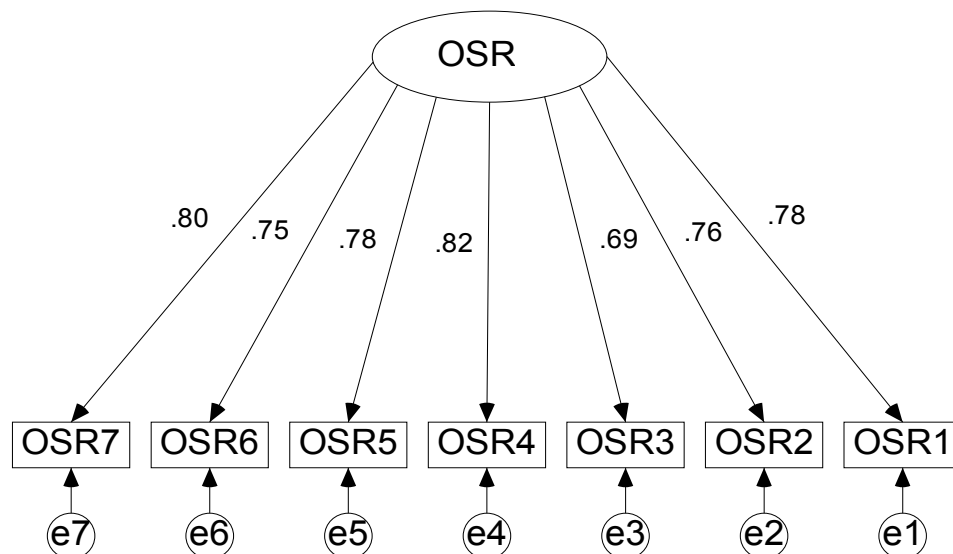 OSR
.80
.75
.78
.82
.69
.76
.78
OSR7
OSR6
OSR5
OSR4
OSR3
OSR2
OSR1
e7
e6
e5
e4
e3
e2
e1